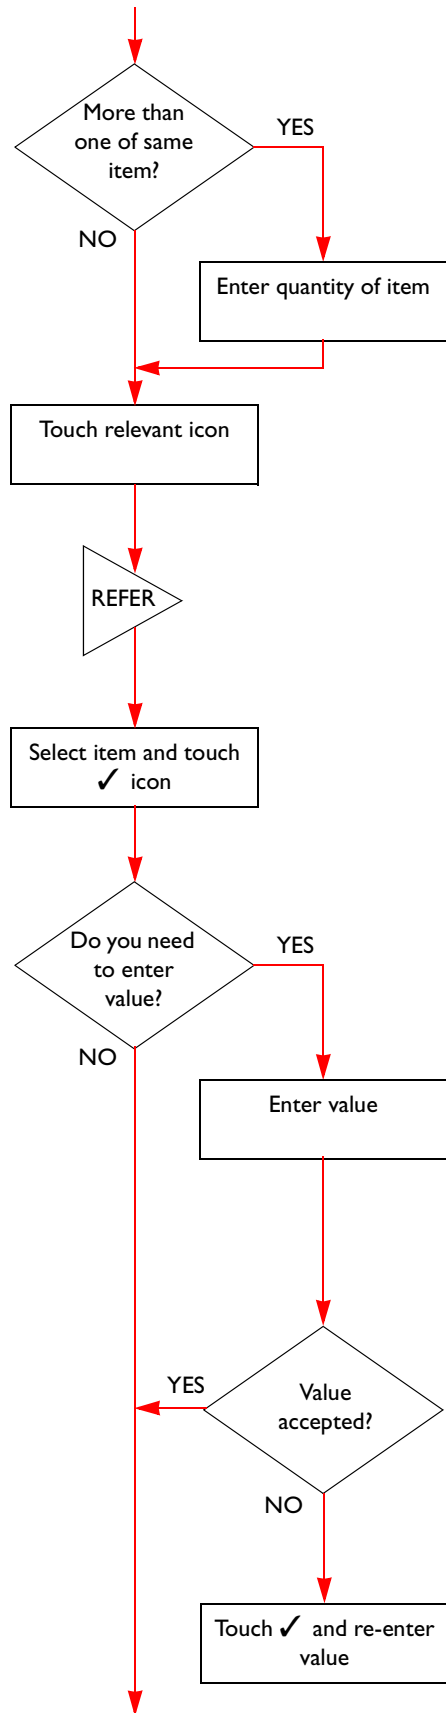 More than
one of same
item?
YES
NO
Enter quantity of item
Touch relevant icon
REFER
Select item and touch
✓ icon
Do you need
to enter
value?
YES
NO
Enter value
Value
accepted?
YES
NO
Touch ✓ and re-enter
value